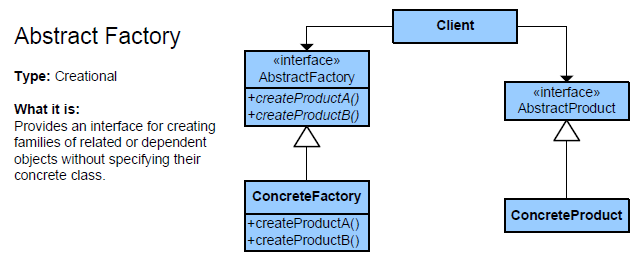 Abstract Factory
Type: Creational
What it is:
Provides an interface for creating
families of related or dependent
objects without specifying their
concrete class.
Client
«interface»
AbstractFactory
+createProductA()
+createProductB()
«interface»
AbstractProduct
ConcreteFactory
+createProductA()
+createProductB()
ConcreteProduct